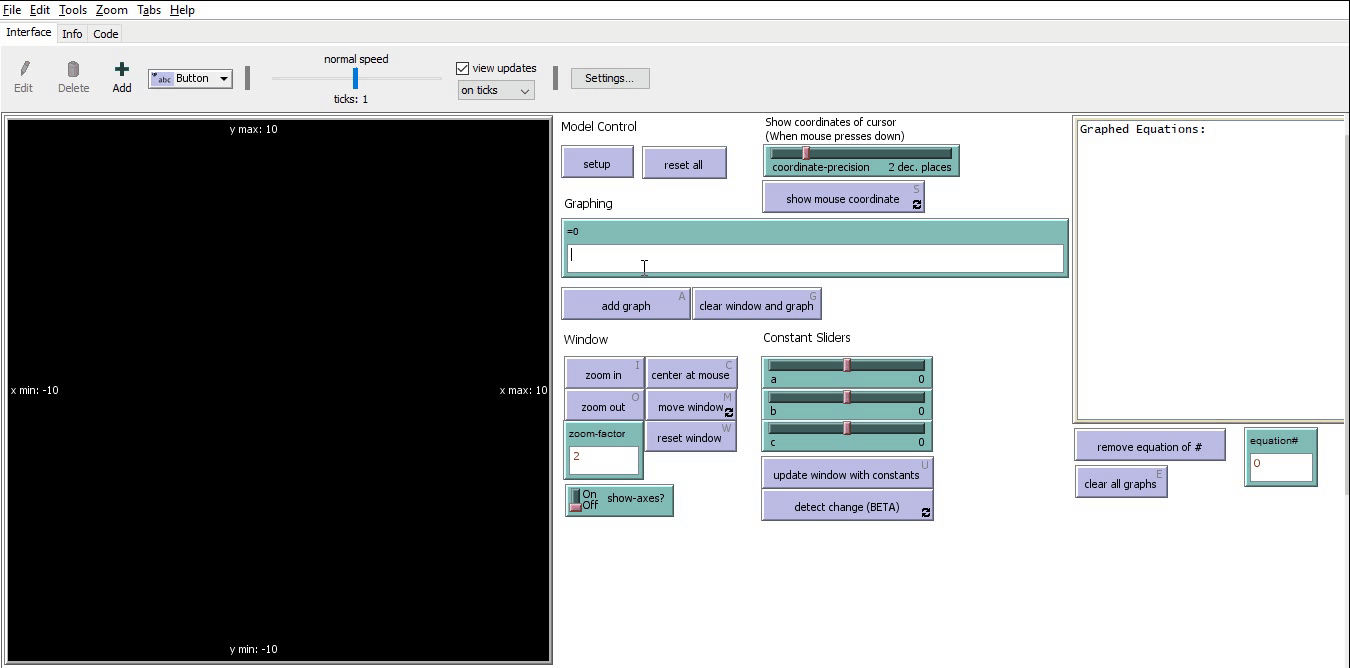 File Edit Tools Zoom Tabs Help
Interface Info Code
Edit Delete Add abc Button normal speed ticks: 1 view updates on ticks Settings...
y max: 10
x min: -10 x max: 10
y min: -10
Model Control
setup reset all
Show coordinates of cursor
(When mouse presses down)
coordinate-precision 2 dec. places
show mouse coordinate S
Graphing
=0
add graph A clear window and graph G
Window
zoom in I center at mouse C
zoom out O move window M
zoom-factor reset window W
2
On
Off show-axes?
Constant Sliders
a 0
b 0
c 0
update window with constants U
detect change (BETA)
Graphed Equations:
remove equation of #
equation#
0
clear all graphs E